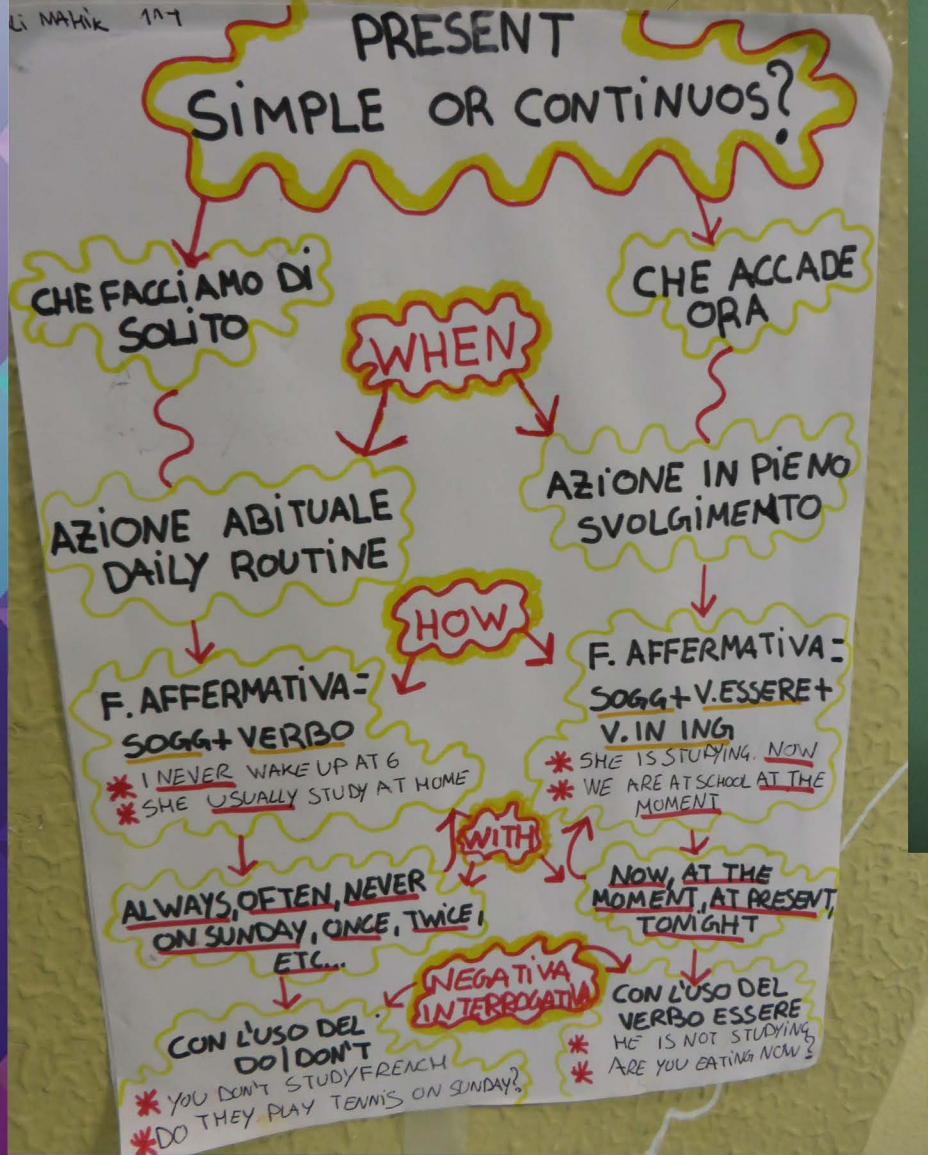 PRESENT
SiMPLE OR CONTiNUOS?
CHE FACCiAMO Di
SOLiTO
CHE ACCADE
ORA
WHEN
AZiONE ABiTUALE
DAiLY ROUTiNE
AZiONE IN PiENO
SVOLGiMENTO
HOW
F. AFFERMATiVA=
SOGG+ VERBO
* I NEVER WAKE UP AT 6
* SHE USUALLY STUDY AT HOME
F. AFFERMATiVA=
SOGG+ V.ESSERE+
V.IN ING
* SHE IS STUDYING. NOW
* WE ARE AT SCHOOL AT THE
MOMENT
WITH
ALWAYS, OFTEN, NEVER
ON SUNDAY, ONCE, TWICE,
ETC...
NOW, AT THE
MOMENT, AT PRESENT,
TONIGHT
NEGATiVA
INTERROGATIVA
CON L'USO DEL
DO/DON'T
* YOU DON'T STUDY FRENCH
* DO THEY PLAY TENNIS ON SUNDAY?
CON L'USO DEL
VERBO ESSERE
* HE IS NOT STUDYING
* ARE YOU EATING NOW?